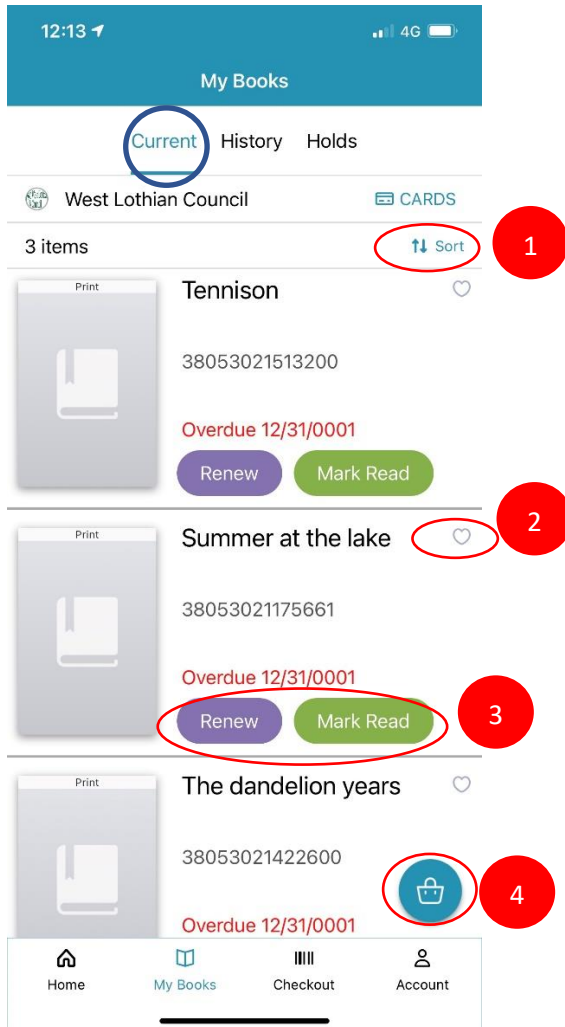 12:13 4G
My Books
Current History Holds
West Lothian Council CARDS
3 items Sort
1
Print
Tennison
38053021513200
Overdue 12/31/0001
Renew Mark Read
2
Print
Summer at the lake
38053021175661
Overdue 12/31/0001
Renew Mark Read
3
Print
The dandelion years
38053021422600
4
Overdue 12/31/0001
Home My Books Checkout Account